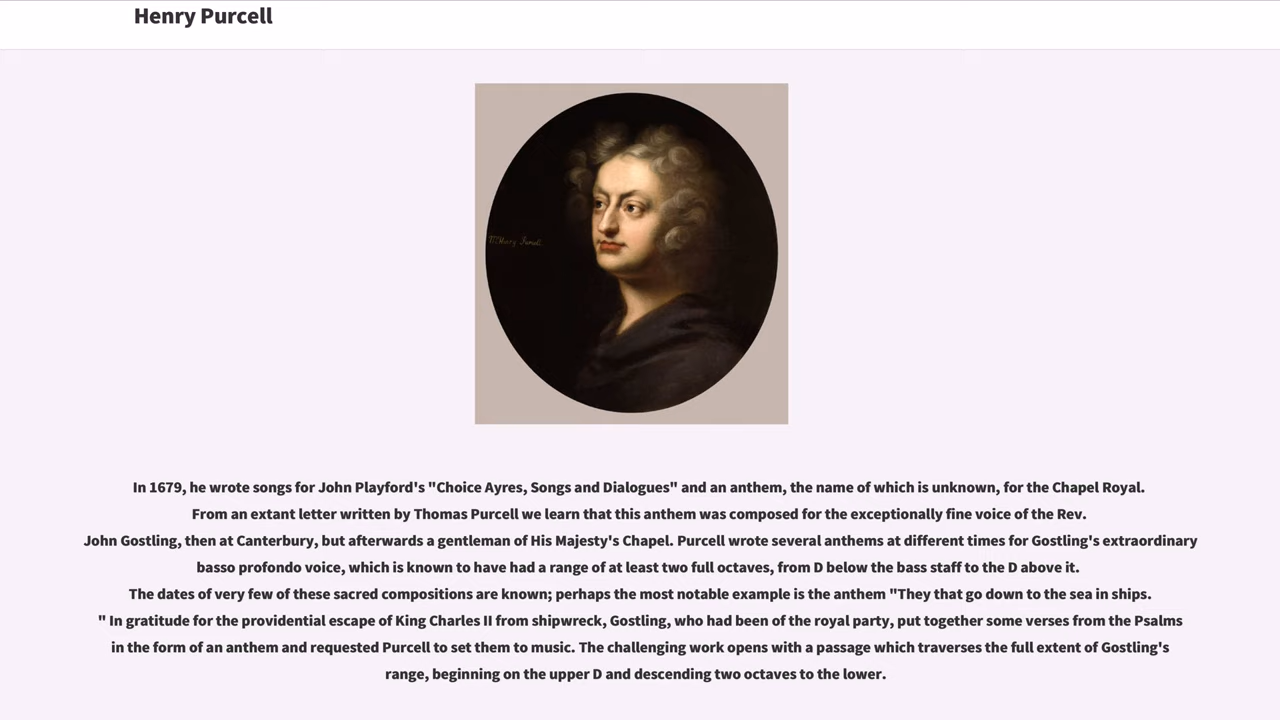 Henry Purcell
Mr Henry Purcell
In 1679, he wrote songs for John Playford's "Choice Ayres, Songs and Dialogues" and an anthem, the name of which is unknown, for the Chapel Royal.
From an extant letter written by Thomas Purcell we learn that this anthem was composed for the exceptionally fine voice of the Rev.
John Gostling, then at Canterbury, but afterwards a gentleman of His Majesty's Chapel. Purcell wrote several anthems at different times for Gostling's extraordinary
basso profondo voice, which is known to have had a range of at least two full octaves, from D below the bass staff to the D above it.
The dates of very few of these sacred compositions are known; perhaps the most notable example is the anthem "They that go down to the sea in ships.
" In gratitude for the providential escape of King Charles II from shipwreck, Gostling, who had been of the royal party, put together some verses from the Psalms
in the form of an anthem and requested Purcell to set them to music. The challenging work opens with a passage which traverses the full extent of Gostling's
range, beginning on the upper D and descending two octaves to the lower.